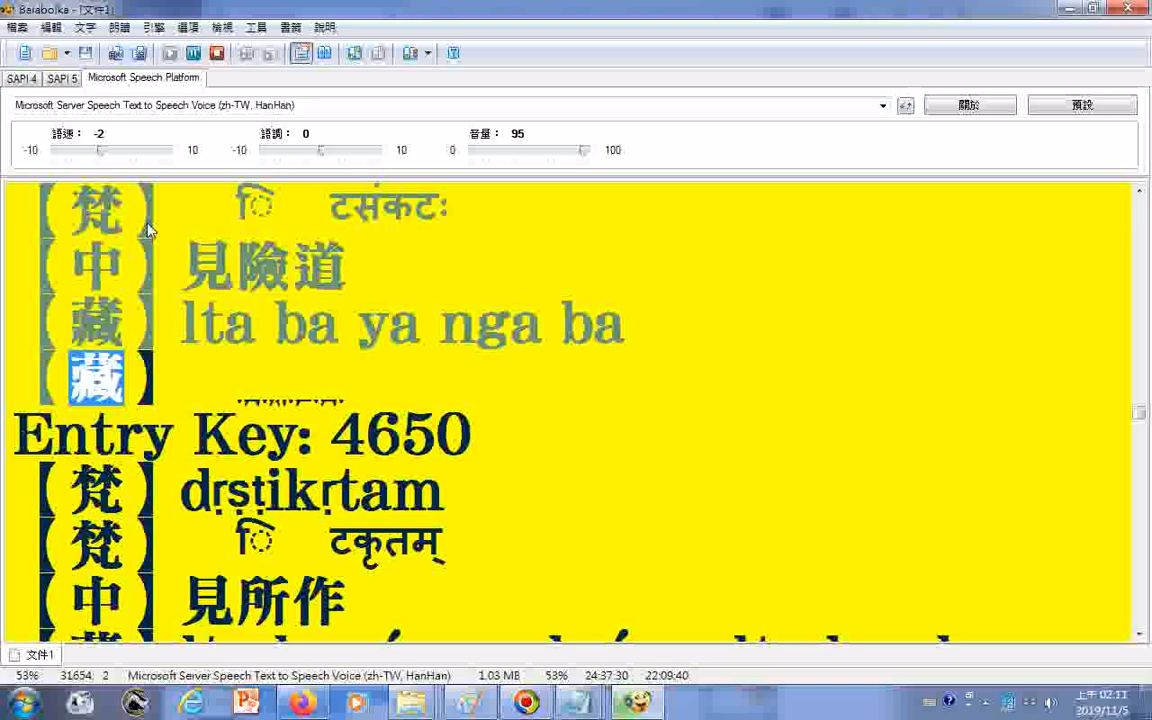 Balabolka - [文件1]
檔案 編輯 文字 朗讀 引擎 選項 檢視 工具 書籤 說明
SAPI 4 SAPI 5 Microsoft Speech Platform
Microsoft Server Speech Text to Speech Voice (zh-TW, HanHan) 關於 預設
語速： -2 語調： 0 音量： 95
-10 10 -10 10 0 100
【梵】 ि टसंकटः
【中】 見險道
【藏】 lta ba ya nga ba
【藏】
Entry Key: 4650
【梵】 dṛṣṭikṛtam
【梵】 ि टकृतम्
【中】 見所作
文件1
53% 31654: 2 Microsoft Server Speech Text to Speech Voice (zh-TW, HanHan) 1.03 MB 53% 24:37:30 22:09:40
上午 02:11
2019/11/5